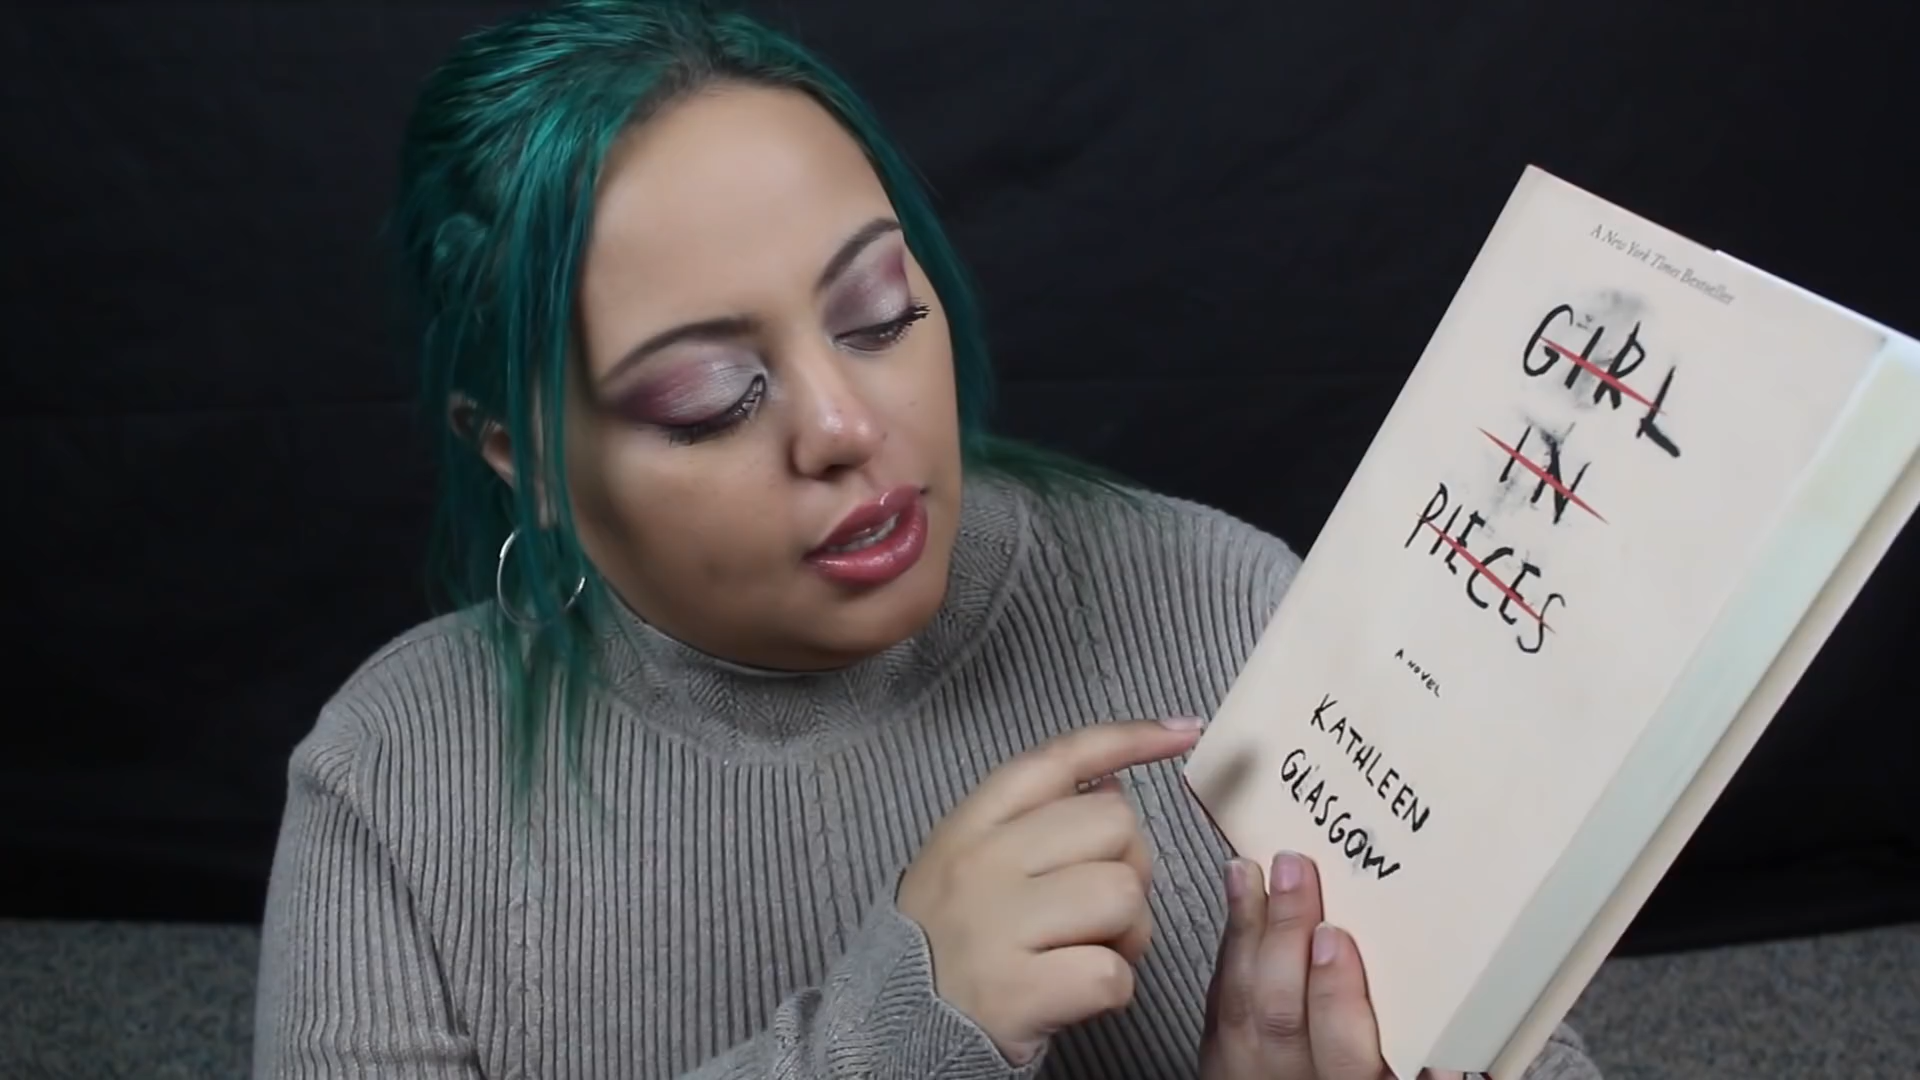 A New York Times Bestseller
GIRL
IN
PIECES
A NOVEL
KATHLEEN
GLASGOW